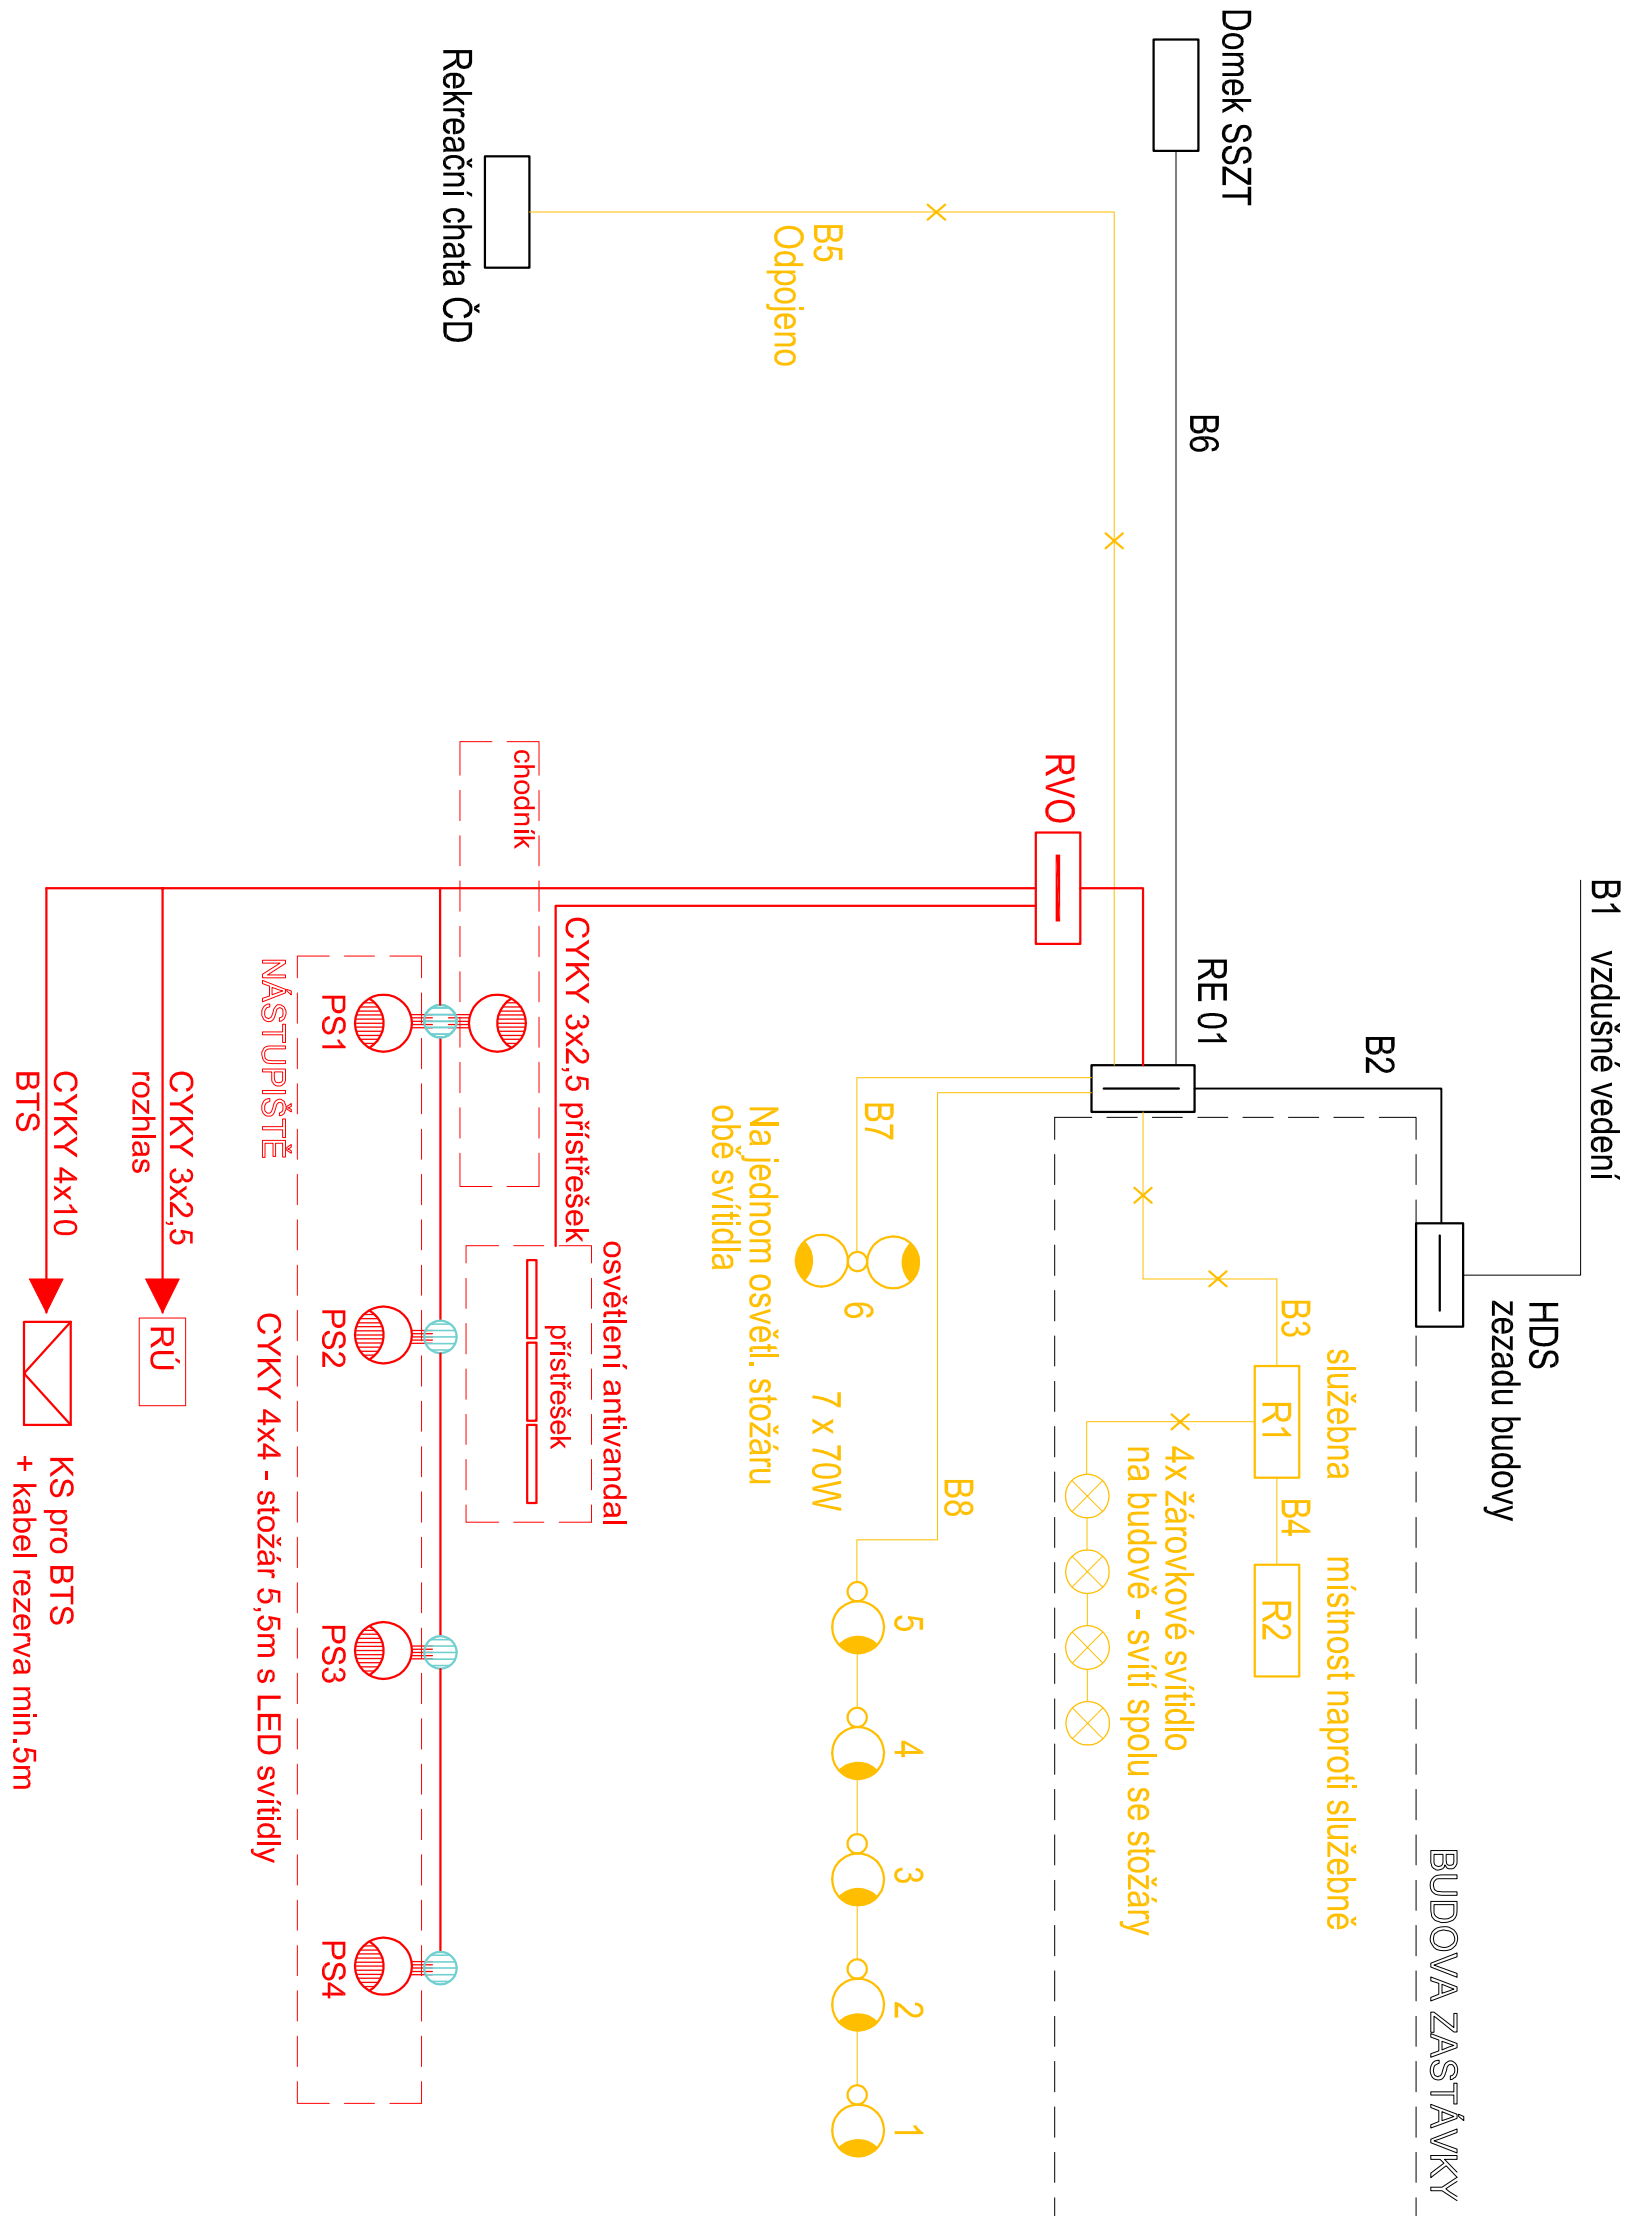 B1 vzdušné vedení
HDS
zezadu budovy
BUDOVA ZASTÁVKY
B2
služebna
místnost naproti služebně
B3
R1
B4
R2
4x žárovkové svítidlo
na budově - svítí spolu se stožáry
Domek SSZT
B6
RE 01
RVO
B5
Odpojeno
Rekreační chata ČD
B7
B8
6
7 x 70W
5
4
3
2
1
Na jednom osvětl. stožáru
obě svítidla
osvětlení antivandal
CYKY 3x2,5 přístřešek
přístřešek
chodník
PS1
PS2
PS3
PS4
NÁSTUPIŠTĚ
CYKY 4x4 - stožár 5,5m s LED svítidly
CYKY 3x2,5
rozhlas
RÚ
CYKY 4x10
BTS
KS pro BTS
+ kabel rezerva min.5m